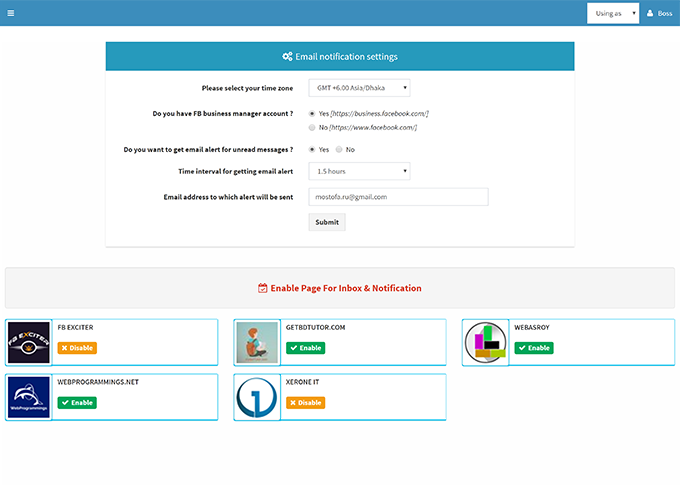 Using as
Boss
Email notification settings
Please select your time zone
GMT +6.00 Asia/Dhaka
Do you have FB business manager account ?
Yes [https://business.facebook.com/]
No [https://www.facebook.com/]
Do you want to get email alert for unread messages ?
Yes No
Time interval for getting email alert
1.5 hours
Email address to which alert will be sent
mostofa.ru@gmail.com
Submit
Enable Page For Inbox & Notification
FB EXCITER
FB EXCITER
Disable
GETBDTUTOR.COM
Enable
WEBASROY
Enable
WebProgrammings
WEBPROGRAMMINGS.NET
Enable
XERONE IT
Disable